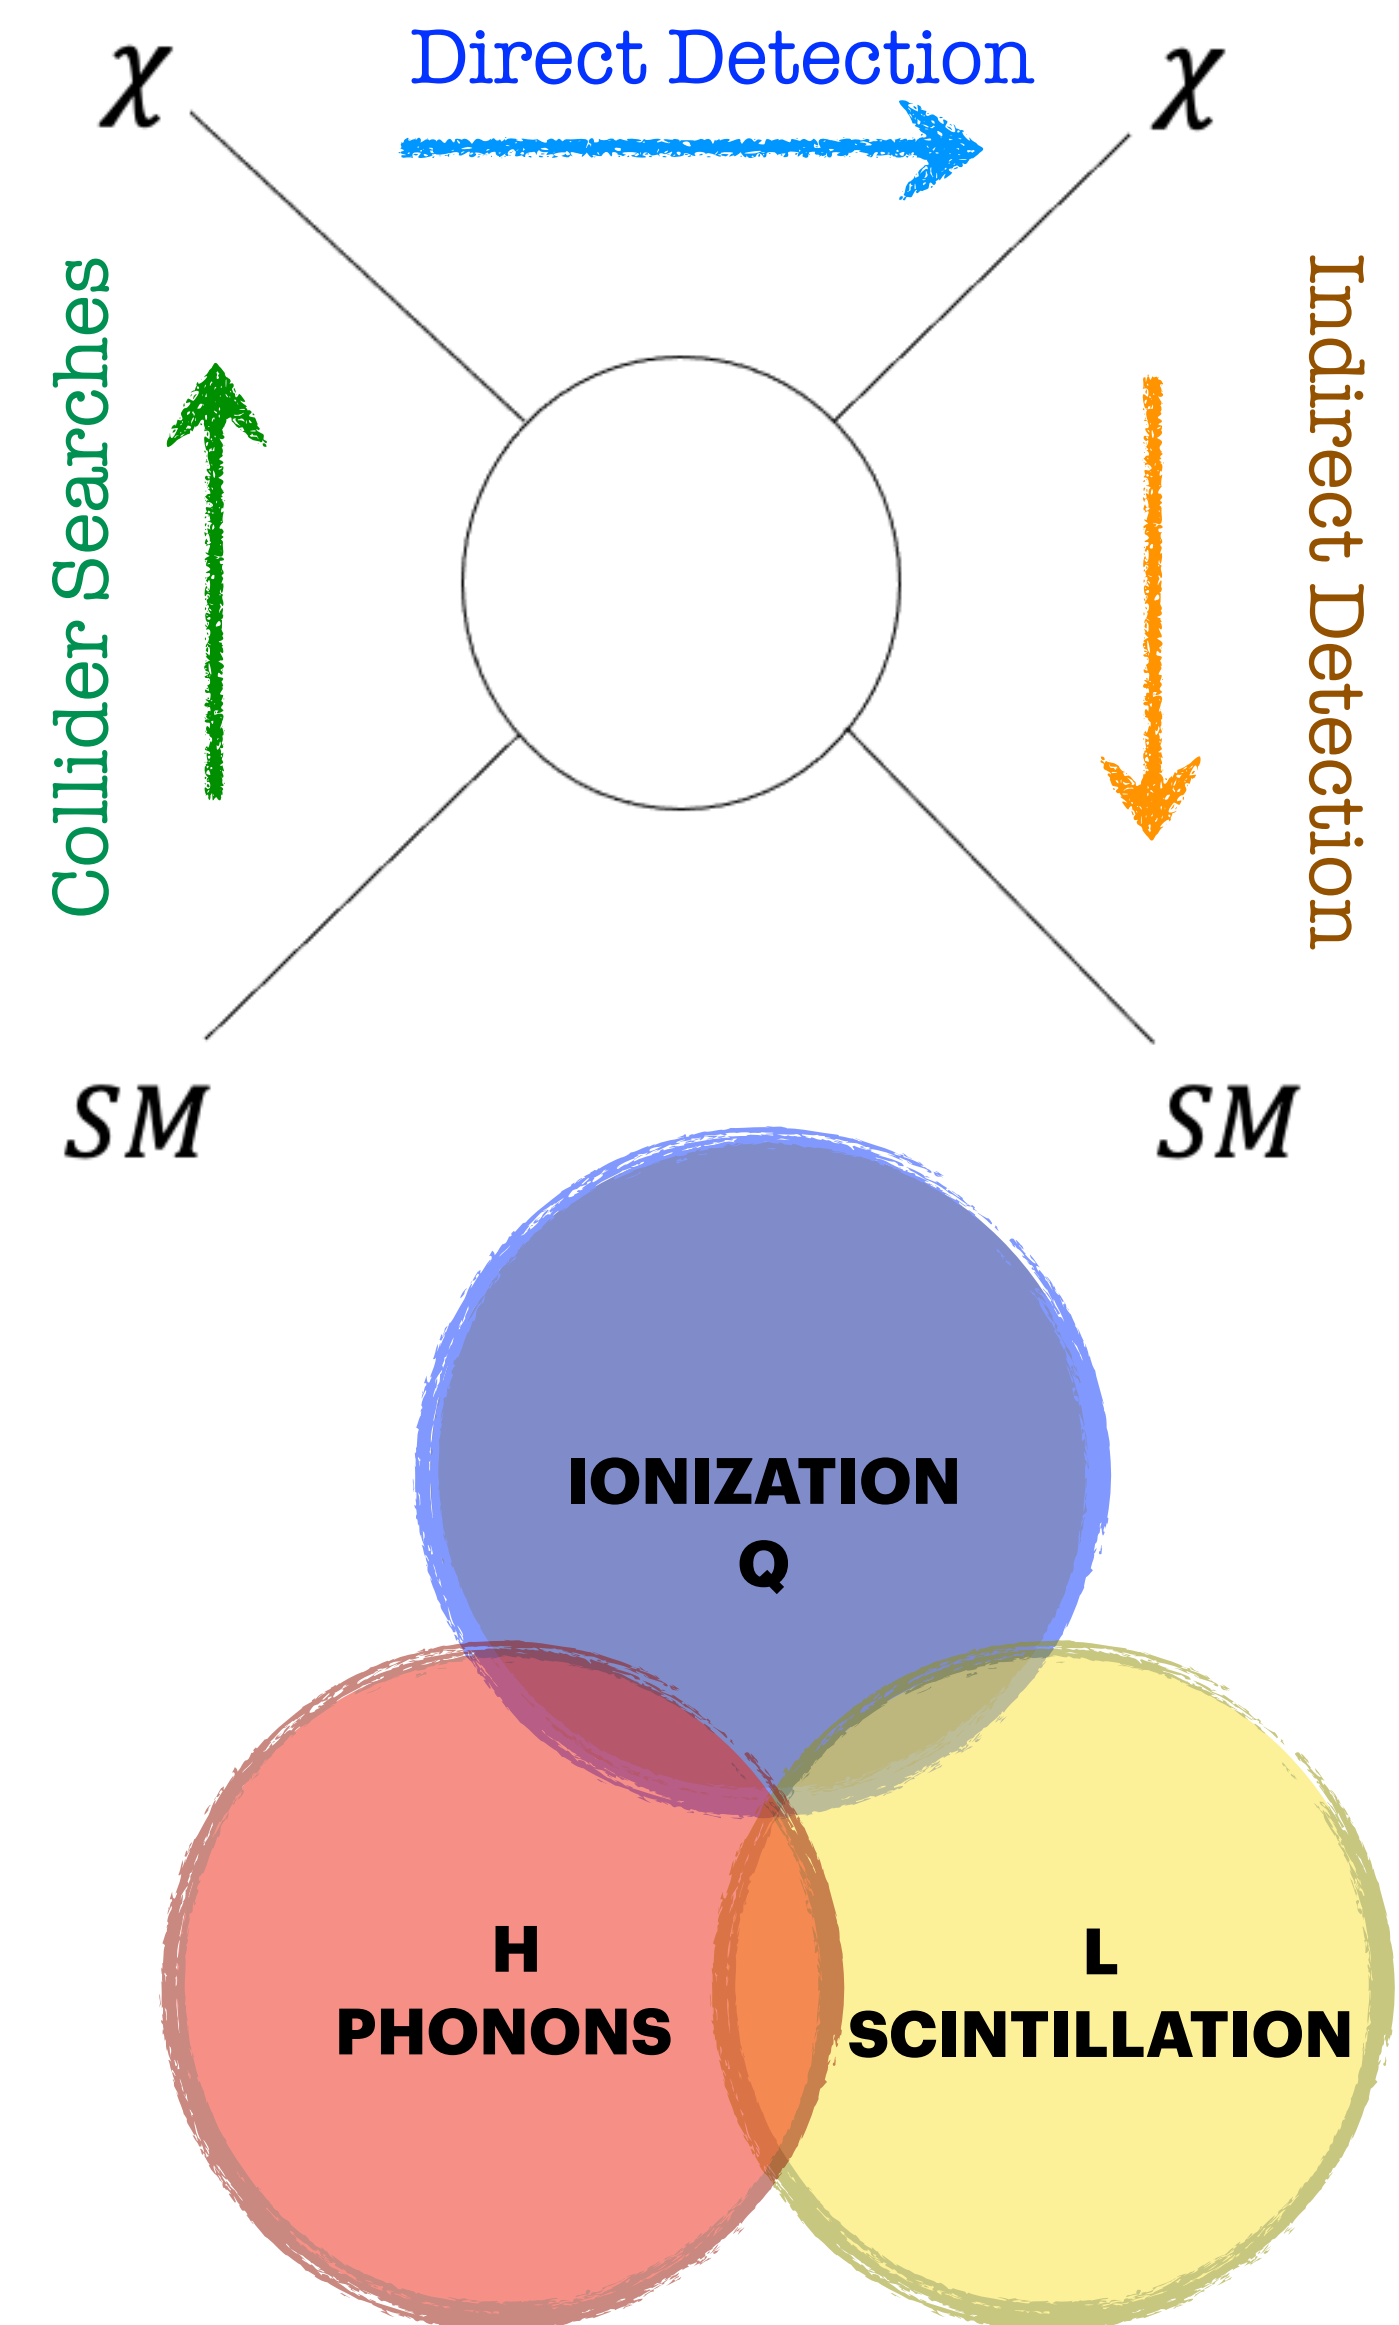 χ
Direct Detection
χ
Collider Searches
Indirect Detection
SM
SM
IONIZATION
Q
H
PHONONS
L
SCINTILLATION